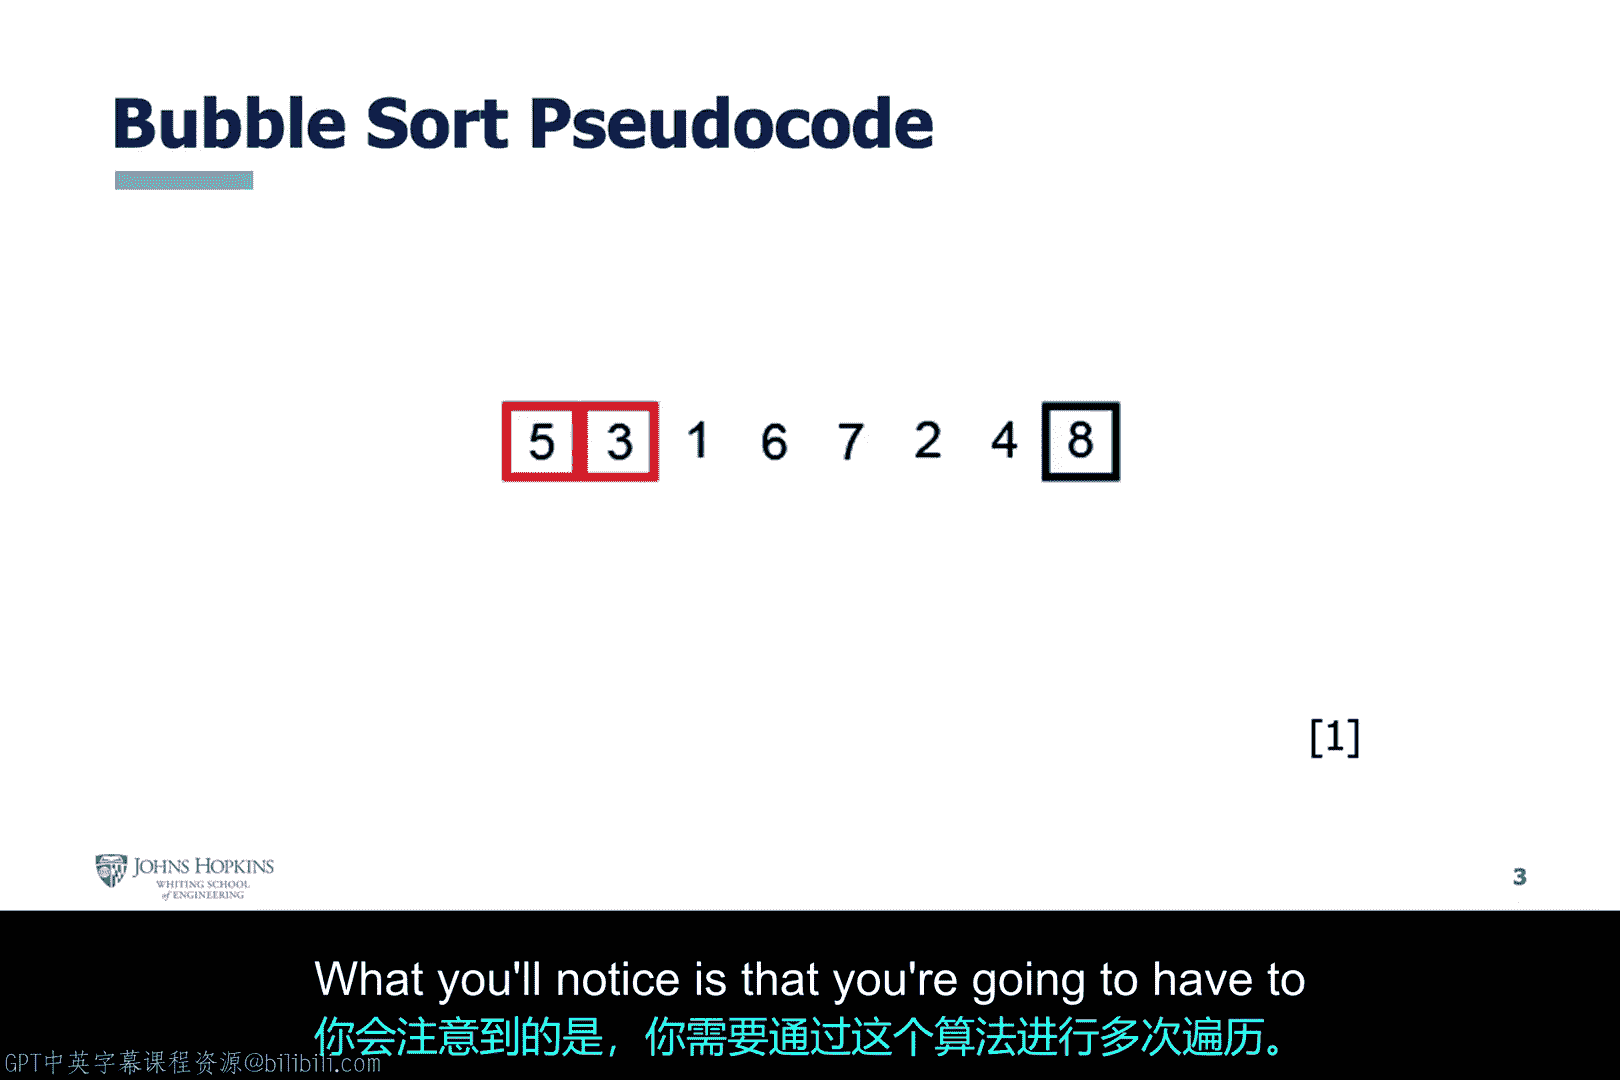 Bubble Sort Pseudocode
5 3 1 6 7 2 4 8
[1]
JOHNS HOPKINS
WHITING SCHOOL
of ENGINEERING
3
What you'll notice is that you're going to have to
你会注意到的是，你需要通过这个算法进行多次遍历。
GPT中英字幕课程资源@bilibili.com